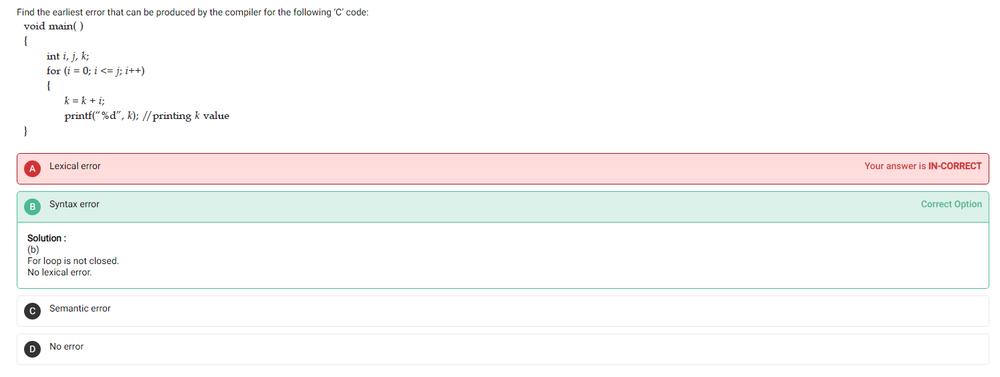 Find the earliest error that can be produced by the compiler for the following ‘C’ code:
void main( )
{
int i, j, k;
for (i = 0; i <= j; i++)
{
k = k + i;
printf(“%d”, k); //printing k value
}
A Lexical error Your answer is IN-CORRECT
B Syntax error Correct Option
Solution :
(b)
For loop is not closed.
No lexical error.
C Semantic error
D No error